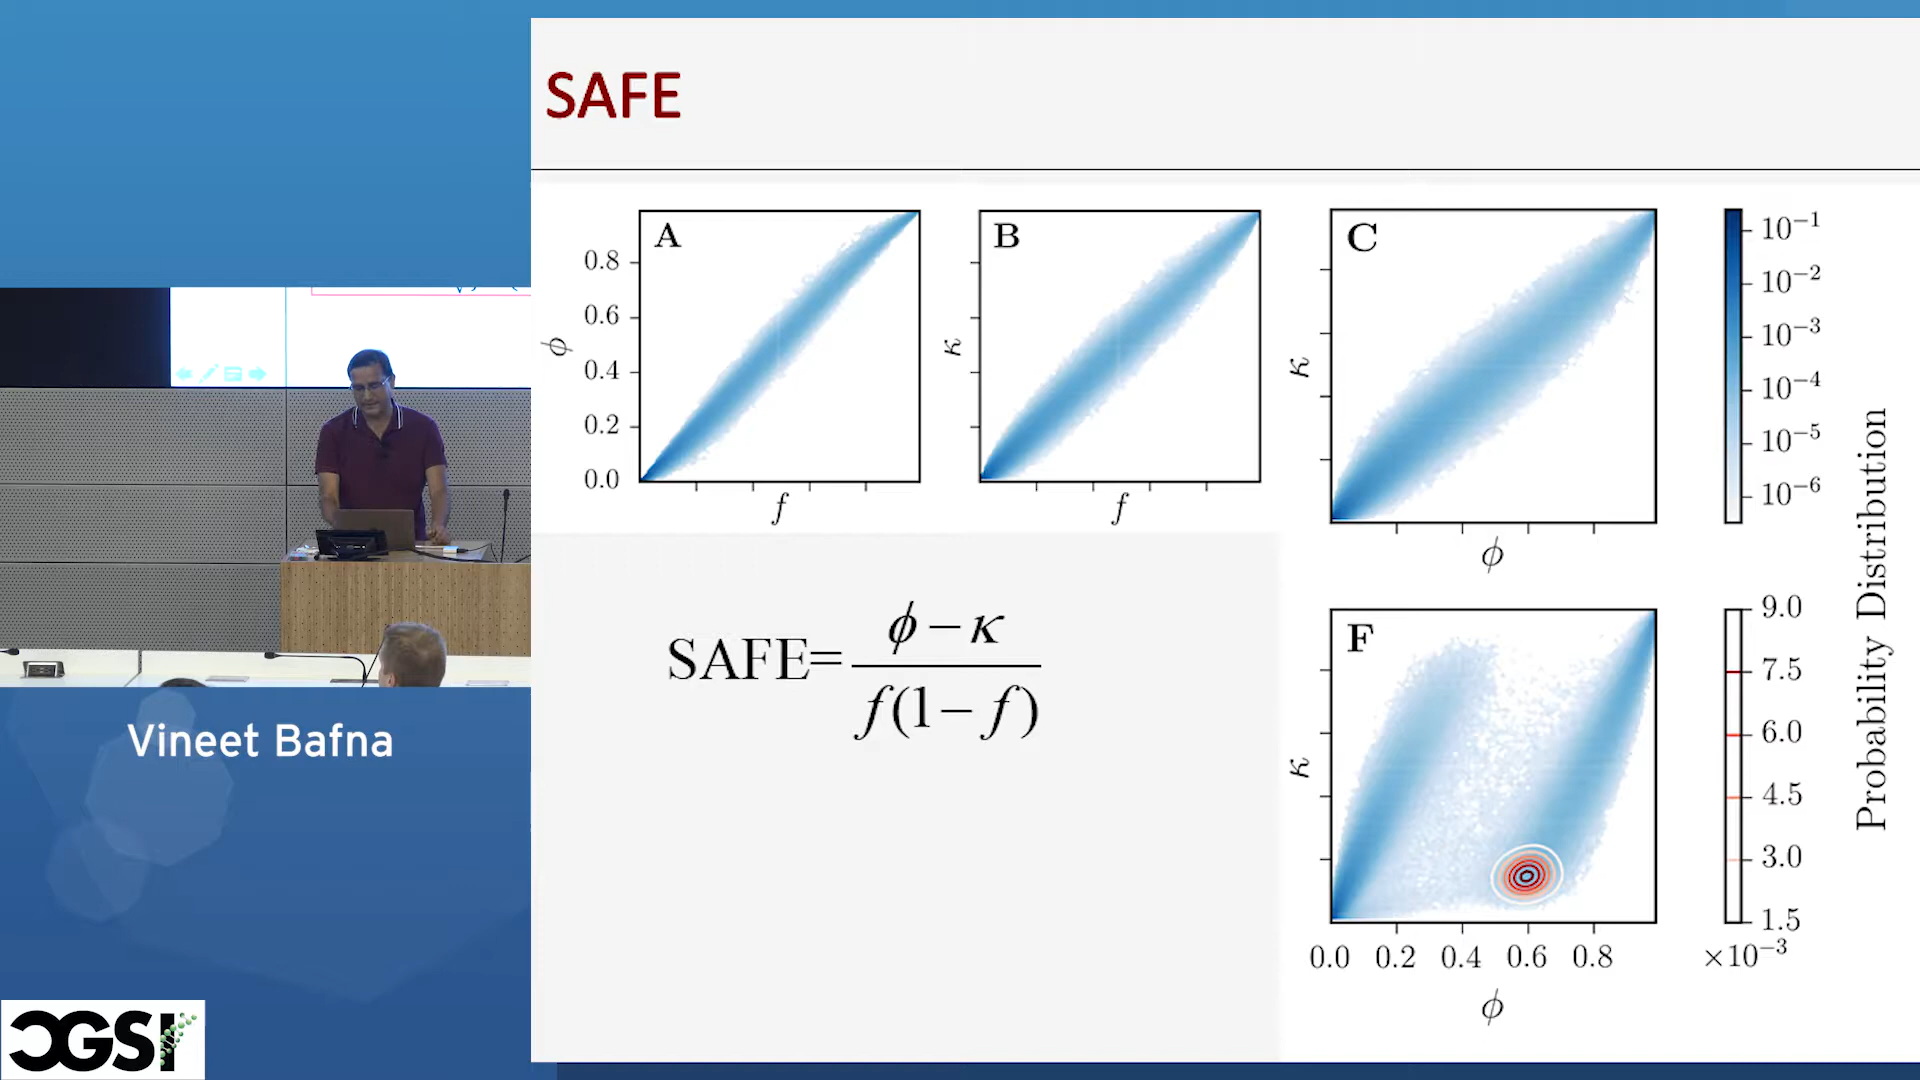 SAFE
A
B
C
ϕ
0.8
0.6
0.4
0.2
0.0
f
κ
f
κ
ϕ
10⁻¹
10⁻²
10⁻³
10⁻⁴
10⁻⁵
10⁻⁶
Probability Distribution
SAFE= ϕ − κ / f(1− f)
F
κ
0.0 0.2 0.4 0.6 0.8
ϕ
9.0
7.5
6.0
4.5
3.0
1.5
×10⁻³
Vineet Bafna
CGSI